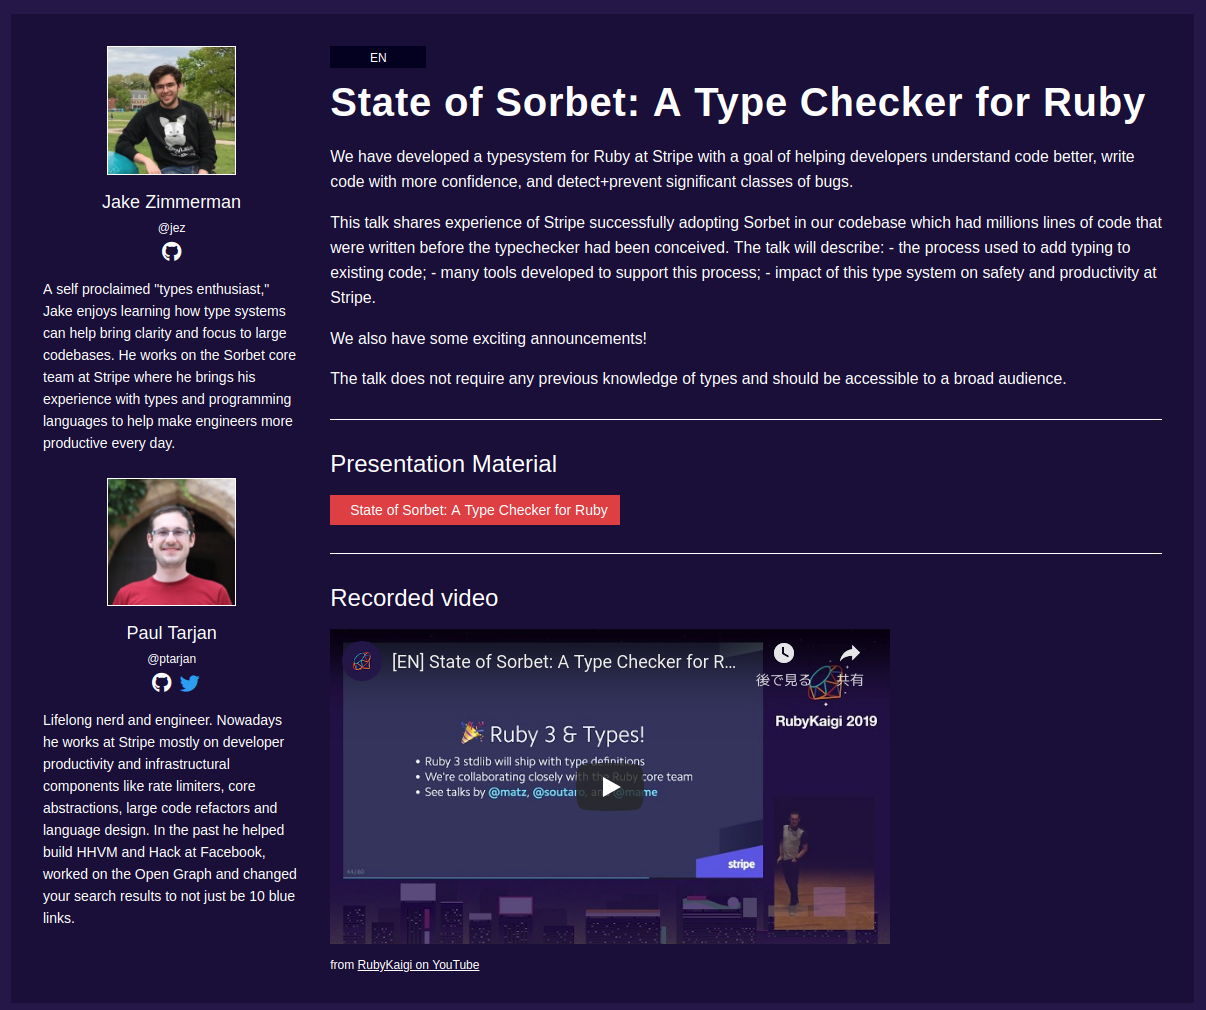 Jake Zimmerman
@jez
A self proclaimed "types enthusiast,"
Jake enjoys learning how type systems
can help bring clarity and focus to large
codebases. He works on the Sorbet core
team at Stripe where he brings his
experience with types and programming
languages to help make engineers more
productive every day.
Paul Tarjan
@ptarjan
Lifelong nerd and engineer. Nowadays
he works at Stripe mostly on developer
productivity and infrastructural
components like rate limiters, core
abstractions, large code refactors and
language design. In the past he helped
build HHVM and Hack at Facebook,
worked on the Open Graph and changed
your search results to not just be 10 blue
links.
EN
State of Sorbet: A Type Checker for Ruby
We have developed a typesystem for Ruby at Stripe with a goal of helping developers understand code better, write
code with more confidence, and detect+prevent significant classes of bugs.
This talk shares experience of Stripe successfully adopting Sorbet in our codebase which had millions lines of code that
were written before the typechecker had been conceived. The talk will describe: - the process used to add typing to
existing code; - many tools developed to support this process; - impact of this type system on safety and productivity at
Stripe.
We also have some exciting announcements!
The talk does not require any previous knowledge of types and should be accessible to a broad audience.
Presentation Material
State of Sorbet: A Type Checker for Ruby
Recorded video
[EN] State of Sorbet: A Type Checker for R...
後で見る 共有
RubyKaigi 2019
🎉 Ruby 3 & Types!
• Ruby 3 stdlib will ship with type definitions
• We're collaborating closely with the Ruby core team
• See talks by @matz, @soutaro, and @mame
stripe
from RubyKaigi on YouTube